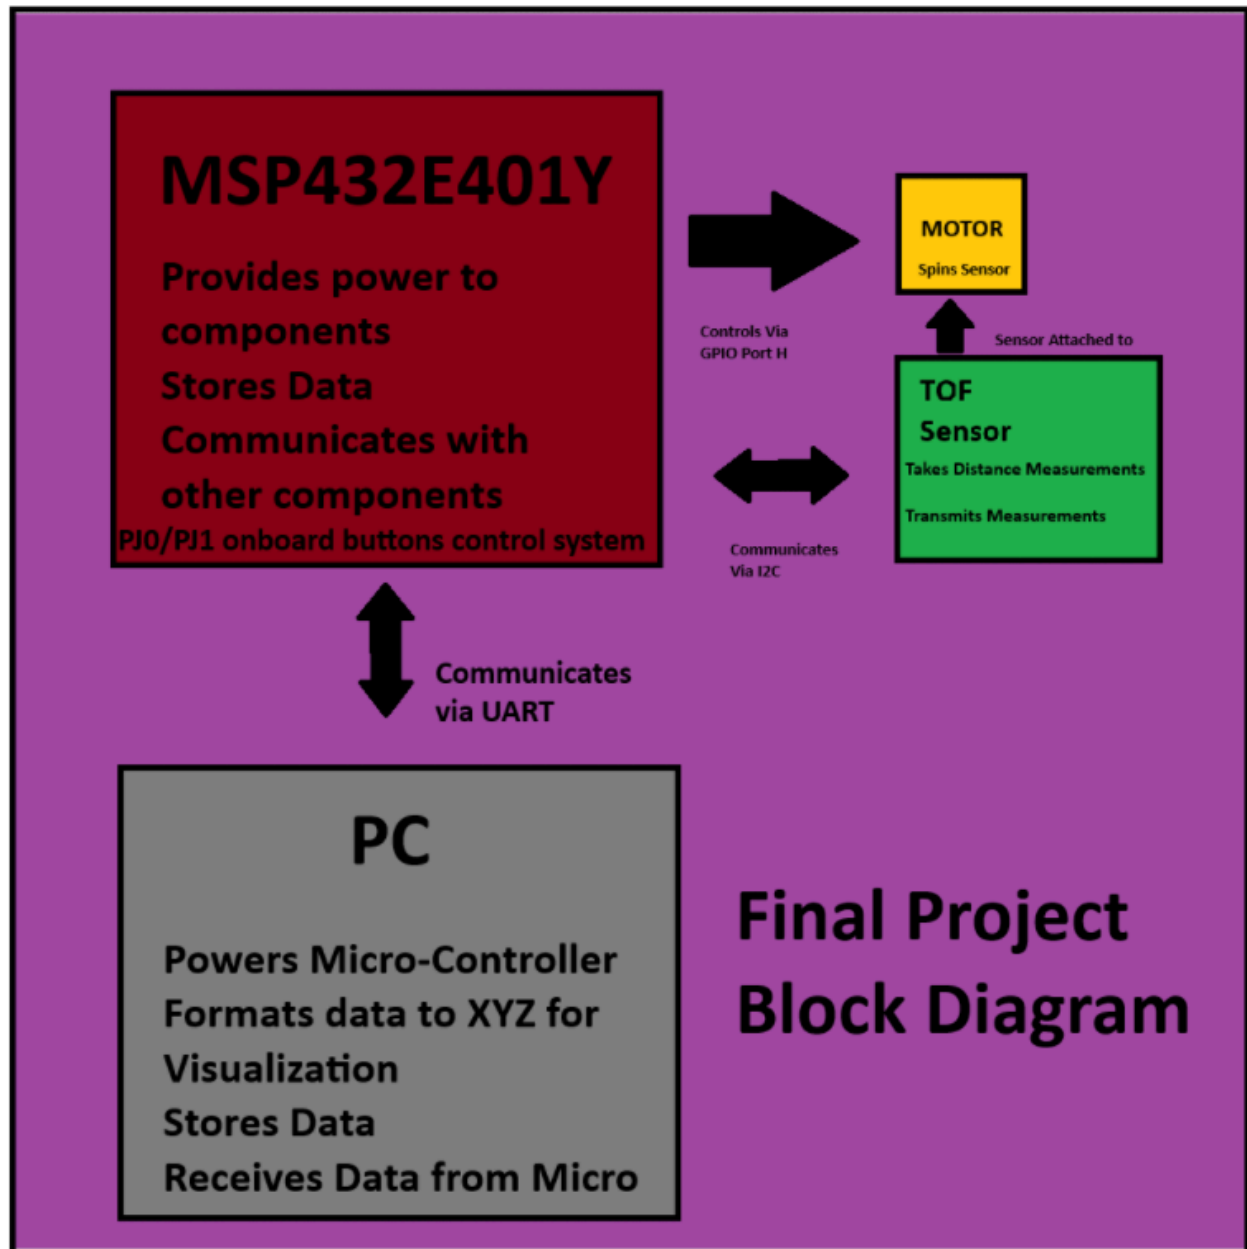 MSP432E401Y
Provides power to
components
Stores Data
Communicates with
other components
PJ0/PJ1 onboard buttons control system
Controls Via
GPIO Port H
MOTOR
Spins Sensor
Sensor Attached to
TOF
Sensor
Takes Distance Measurements
Transmits Measurements
Communicates
Via I2C
Communicates
via UART
PC
Powers Micro-Controller
Formats data to XYZ for
Visualization
Stores Data
Receives Data from Micro
Final Project
Block Diagram